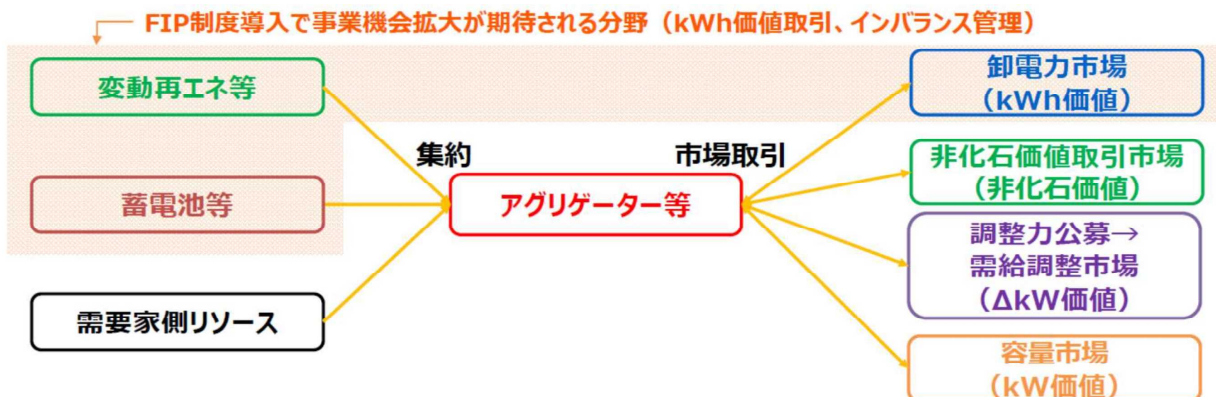 FIP制度導入で事業機会拡大が期待される分野（kWh価値取引、インバランス管理）
変動再エネ等
蓄電池等
需要家側リソース
集約
アグリゲーター等
市場取引
卸電力市場
（kWh価値）
非化石価値取引市場
（非化石価値）
調整力公募→
需給調整市場
（ΔkW価値）
容量市場
（kW価値）